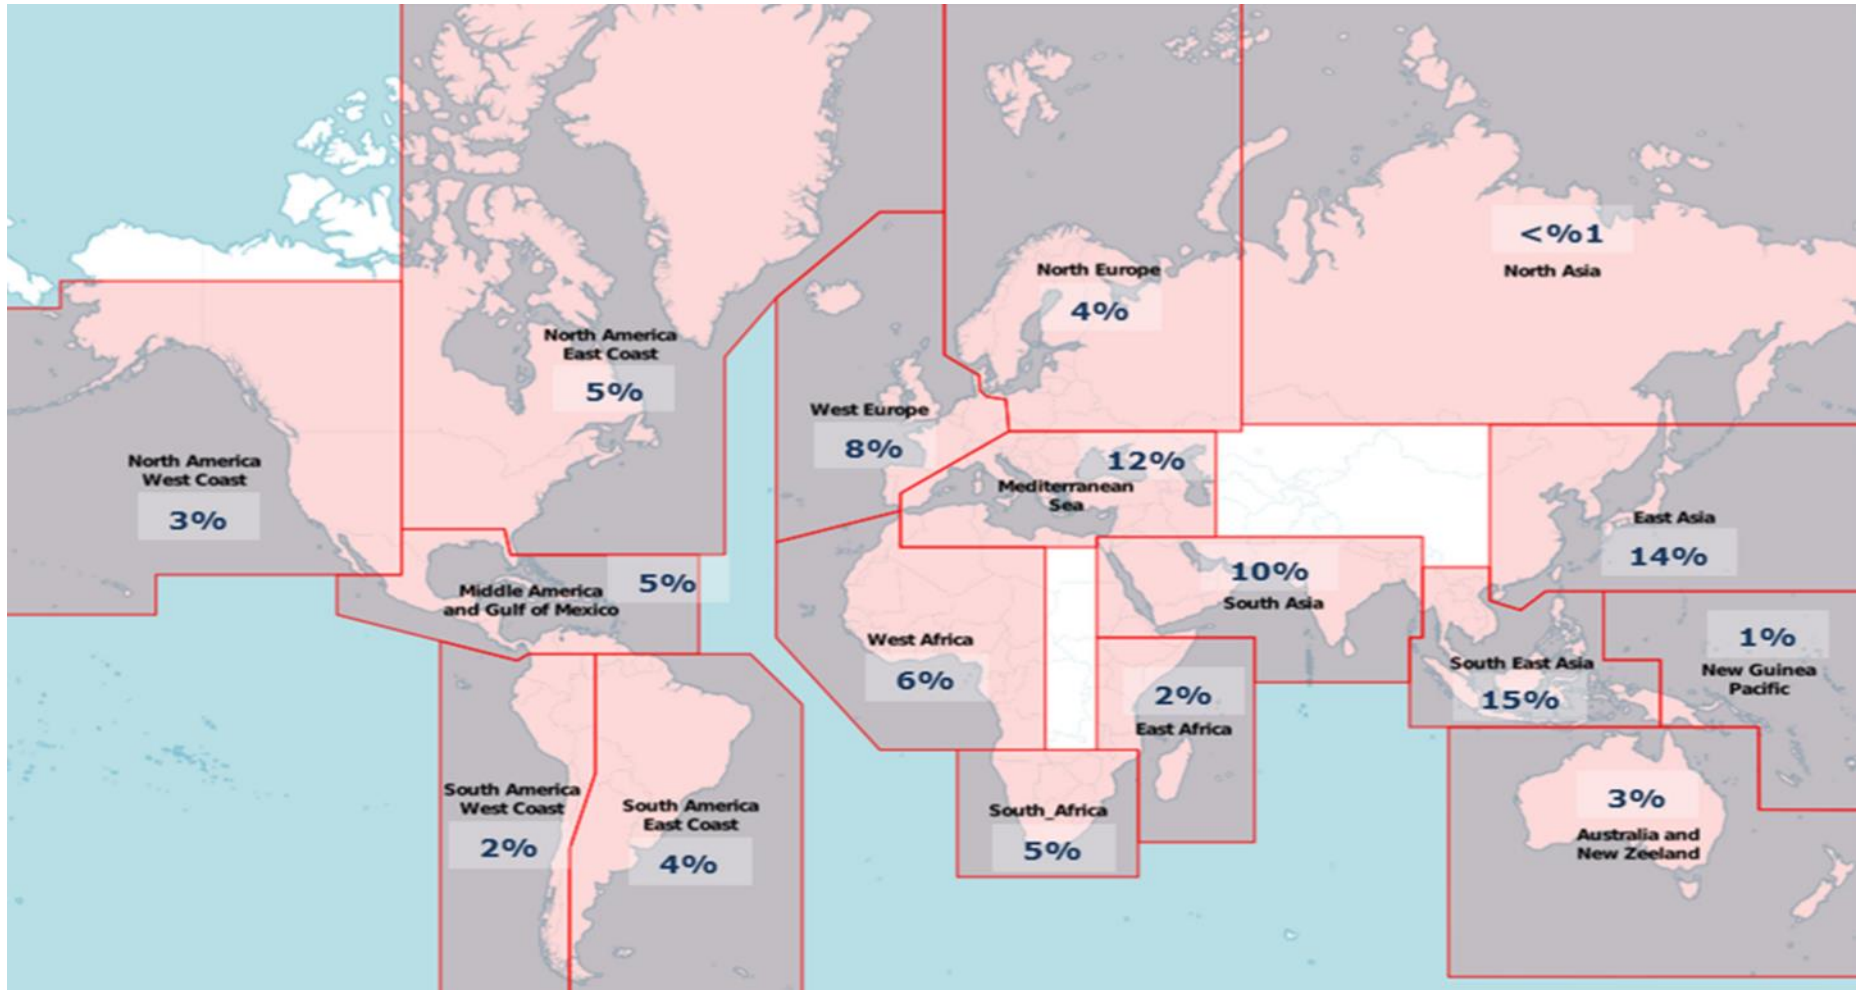 <%1
North Asia
North Europe
4%
North America
East Coast
5%
West Europe
8%
North America
West Coast
3%
12%
Mediterranean
Sea
East Asia
14%
10%
South Asia
5%
Middle America
and Gulf of Mexico
West Africa
6%
2%
East Africa
South East Asia
15%
1%
New Guinea
Pacific
South America
West Coast
2%
South America
East Coast
4%
South_Africa
5%
3%
Australia and
New Zeeland